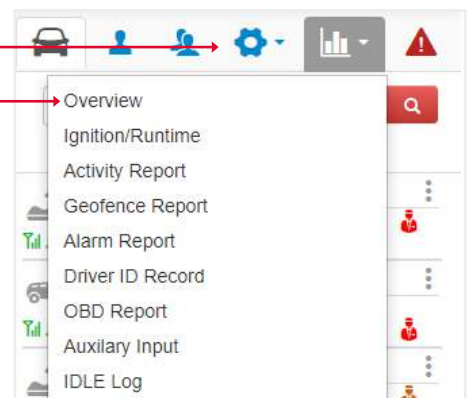 Overview
Ignition/Runtime
Activity Report
Geofence Report
Alarm Report
Driver ID Record
OBD Report
Auxilary Input
IDLE Log